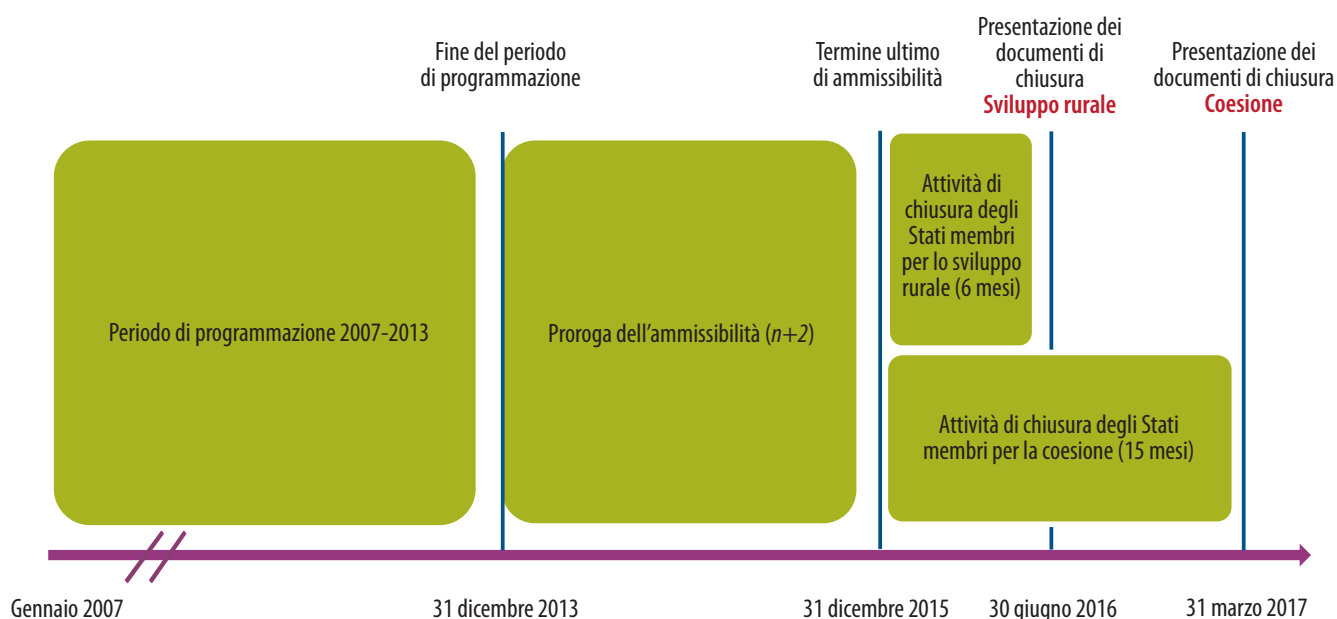 Fine del periodo
di programmazione
Termine ultimo
di ammissibilità
Presentazione dei
documenti di
chiusura
Sviluppo rurale
Presentazione dei
documenti di chiusura
Coesione
Periodo di programmazione 2007-2013
Proroga dell’ammissibilità (n+2)
Attività di
chiusura degli
Stati membri
per lo sviluppo
rurale (6 mesi)
Attività di chiusura degli Stati
membri per la coesione (15 mesi)
Gennaio 2007
31 dicembre 2013
31 dicembre 2015
30 giugno 2016
31 marzo 2017